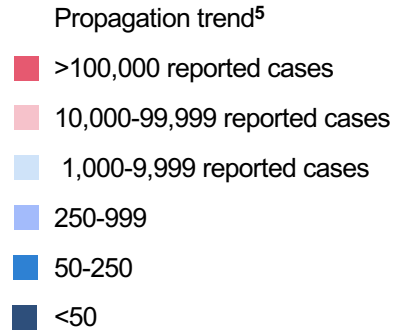 Propagation trend⁵
>100,000 reported cases
10,000-99,999 reported cases
1,000-9,999 reported cases
250-999
50-250
<50